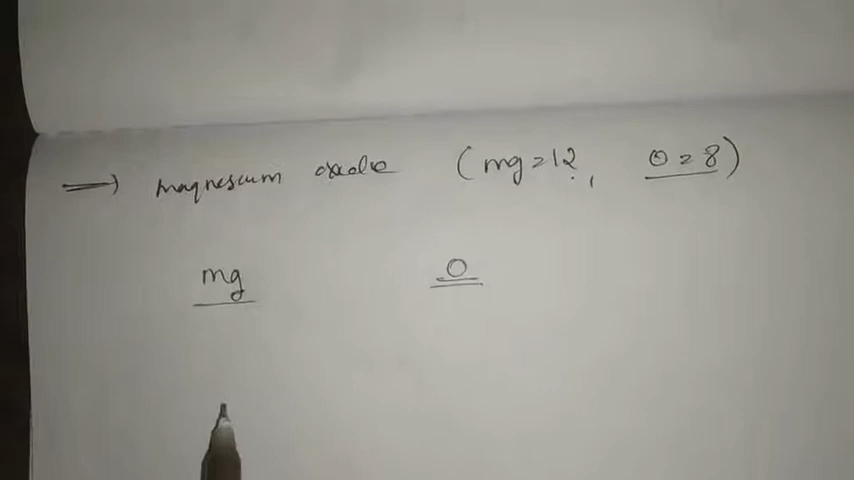 → magnesium oxide (mg = 12, O = 8)
mg O